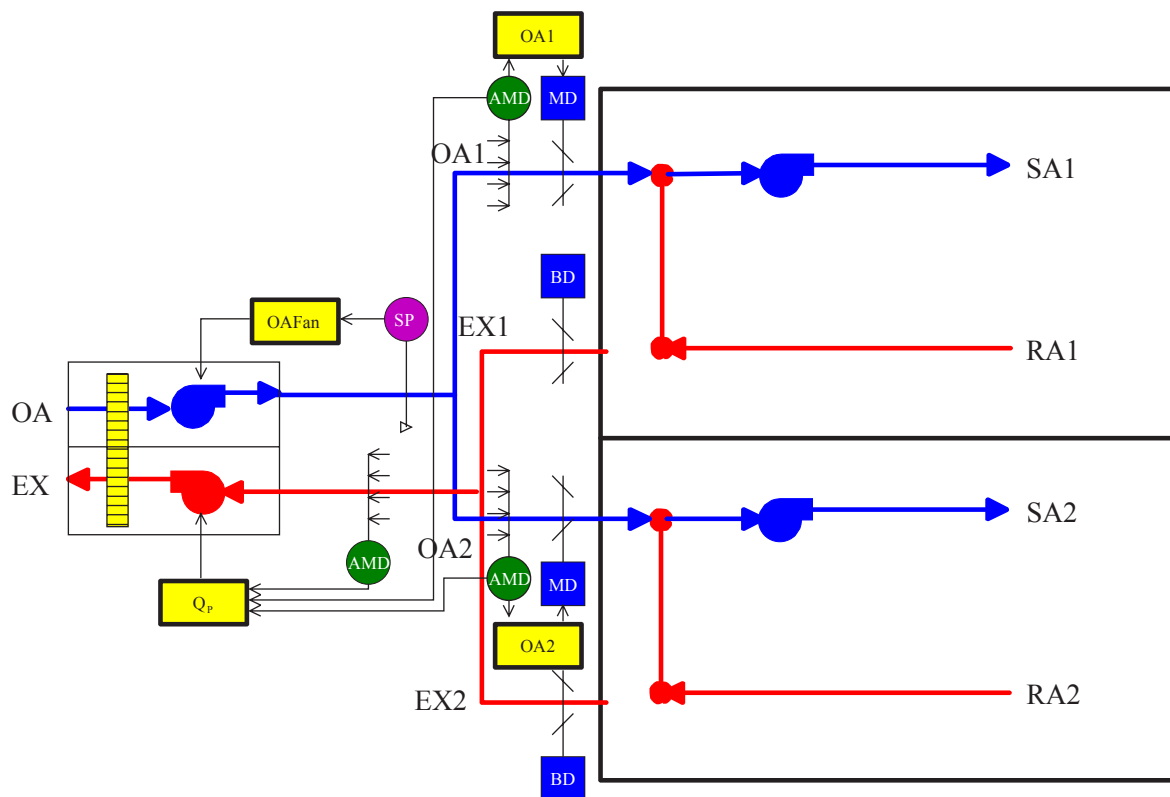 OA1
AMD
MD
OA1
SA1
BD
OAFan
SP
EX1
RA1
OA
EX
SA2
OA2
AMD
AMD
MD
QP
OA2
EX2
RA2
BD